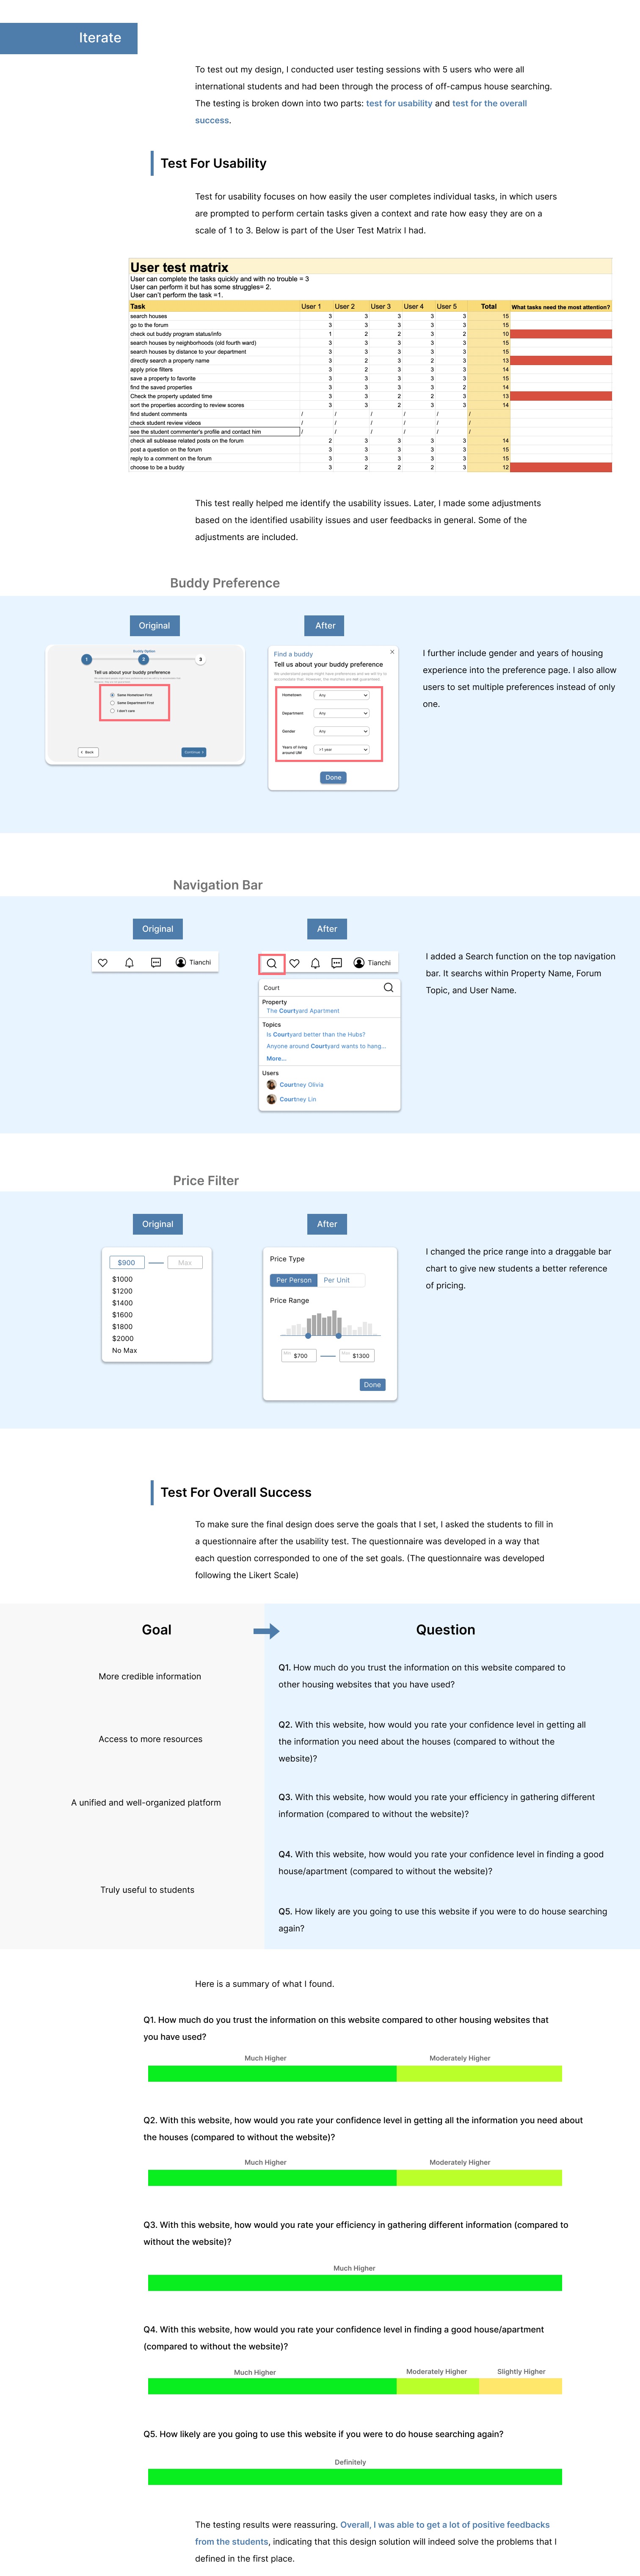 Iterate
To test out my design, I conducted user testing sessions with 5 users who were all
international students and had been through the process of off-campus house searching.
The testing is broken down into two parts: test for usability and test for the overall
success.
Test For Usability
Test for usability focuses on how easily the user completes individual tasks, in which users
are prompted to perform certain tasks given a context and rate how easy they are on a
scale of 1 to 3. Below is part of the User Test Matrix I had.
User test matrix
User can complete the tasks quickly and with no trouble = 3
User can perform it but has some struggles= 2.
User can't perform the task =1.
Task User 1 User 2 User 3 User 4 User 5 Total What tasks need the most attention?
search houses 3 3 3 3 3 15
go to the forum 3 3 3 3 3 15
check out buddy program status/info 1 2 2 3 2 10
search houses by neighborhoods (old fourth ward) 3 3 3 3 3 15
search houses by distance to your department 3 3 3 3 3 15
directly search a property name 3 2 3 2 3 13
apply price filters 3 2 3 3 3 14
save a property to favorite 3 3 3 3 3 15
find the saved properties 3 3 3 3 2 14
Check the property updated time 3 3 2 2 3 13
sort the properties according to review scores 3 3 2 3 3 14
find student comments / / / / / /
check student review videos / / / / / /
see the student commenter's profile and contact him / / / / / /
check all sublease related posts on the forum 2 3 3 3 3 14
post a question on the forum 3 3 3 3 3 15
reply to a comment on the forum 3 3 3 3 3 15
choose to be a buddy 3 2 2 2 3 12
This test really helped me identify the usability issues. Later, I made some adjustments
based on the identified usability issues and user feedbacks in general. Some of the
adjustments are included.
Buddy Preference
Original
After
Buddy Option
1 2 3
Tell us about your buddy preference
Same Hometown First
Same Department First
I don't care
< Back
Continue >
Find a buddy
×
Tell us about your buddy preference
Hometown Any
Department Any
Gender Any
Years of living
around UM >1 year
Done
I further include gender and years of housing
experience into the preference page. I also allow
users to set multiple preferences instead of only
one.
Navigation Bar
Original
After
Tianchi
Tianchi
Court
Property
The Courtyard Apartment
Topics
Is Courtyard better than the Hubs?
Anyone around Courtyard wants to hang...
More...
Users
Courtney Olivia
Courtney Lin
I added a Search function on the top navigation
bar. It searchs within Property Name, Forum
Topic, and User Name.
Price Filter
Original
After
$900
Max
$1000
$1200
$1400
$1600
$1800
$2000
No Max
Price Type
Per Person Per Unit
Price Range
Min $700
Max $1300
Done
I changed the price range into a draggable bar
chart to give new students a better reference
of pricing.
Test For Overall Success
To make sure the final design does serve the goals that I set, I asked the students to fill in
a questionnaire after the usability test. The questionnaire was developed in a way that
each question corresponded to one of the set goals. (The questionnaire was developed
following the Likert Scale)
Goal
Question
More credible information
Q1. How much do you trust the information on this website compared to
other housing websites that you have used?
Access to more resources
Q2. With this website, how would you rate your confidence level in getting all
the information you need about the houses (compared to without the
website)?
A unified and well-organized platform
Q3. With this website, how would you rate your efficiency in gathering different
information (compared to without the website)?
Truly useful to students
Q4. With this website, how would you rate your confidence level in finding a good
house/apartment (compared to without the website)?
Q5. How likely are you going to use this website if you were to do house searching
again?
Here is a summary of what I found.
Q1. How much do you trust the information on this website compared to other housing websites that
you have used?
Much Higher Moderately Higher
Q2. With this website, how would you rate your confidence level in getting all the information you need about
the houses (compared to without the website)?
Much Higher Moderately Higher
Q3. With this website, how would you rate your efficiency in gathering different information (compared to
without the website)?
Much Higher
Q4. With this website, how would you rate your confidence level in finding a good house/apartment
(compared to without the website)?
Much Higher Moderately Higher Slightly Higher
Q5. How likely are you going to use this website if you were to do house searching again?
Definitely
The testing results were reassuring. Overall, I was able to get a lot of positive feedbacks
from the students, indicating that this design solution will indeed solve the problems that I
defined in the first place.